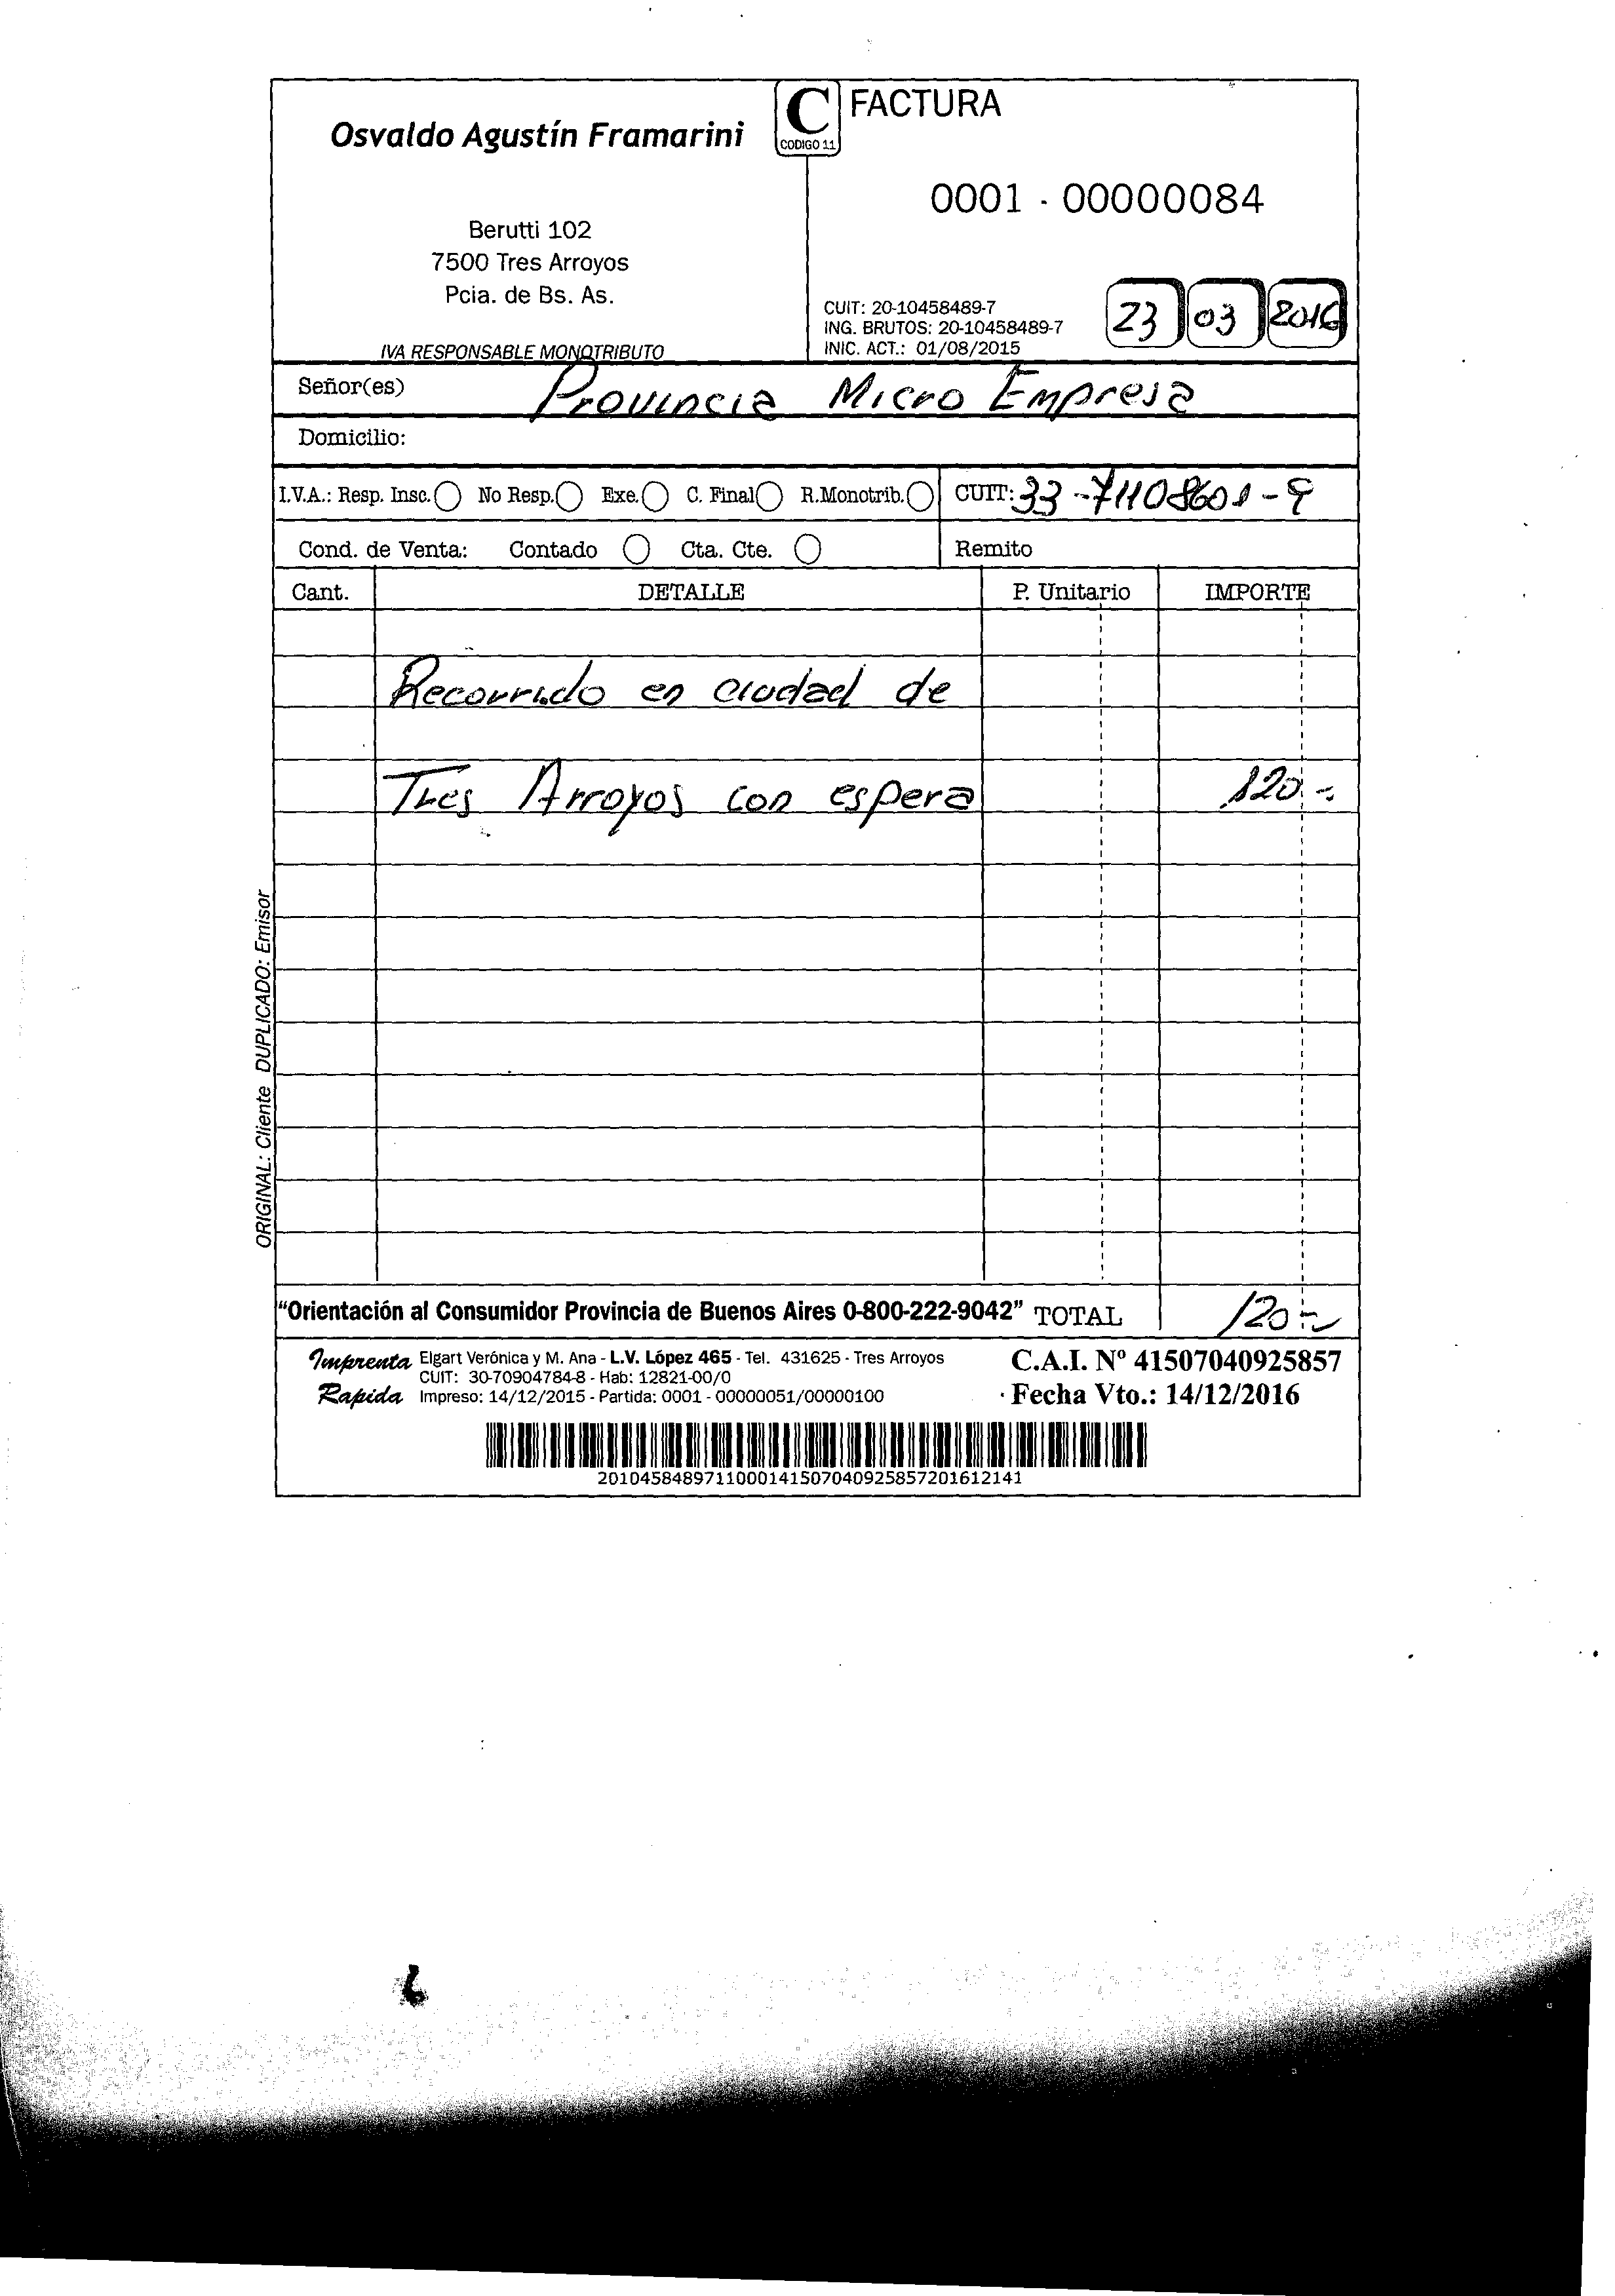 Osvaldo Agustín Framarini
C
CODIGO 11
FACTURA
0001 - 00000084
Berutti 102
7500 Tres Arroyos
Pcia. de Bs. As.
IVA RESPONSABLE MONOTRIBUTO
CUIT: 20-10458489-7
ING. BRUTOS: 20-10458489-7
INIC. ACT.: 01/08/2015
23 03 2016
Señor(es) Provincia Micro Empresa
Domicilio:
I.V.A.: Resp. Insc. No Resp. Exe. C. Final R.Monotrib. CUIT: 33-71108601-9
Cond. de Venta: Contado Cta. Cte. Remito
Cant. DETALLE P. Unitario IMPORTE
Recorrido en ciudad de
Tres Arroyos con espera 120.-
ORIGINAL: Cliente DUPLICADO: Emisor
"Orientación al Consumidor Provincia de Buenos Aires 0-800-222-9042" TOTAL 120.-
Imprenta Rapida
Elgart Verónica y M. Ana - L.V. López 465 - Tel. 431625 - Tres Arroyos
CUIT: 30-70904784-8 - Hab: 12821-00/0
Impreso: 14/12/2015 - Partida: 0001 - 00000051/00000100
C.A.I. Nº 41507040925857
Fecha Vto.: 14/12/2016
2010458489711000141507040925857201612141